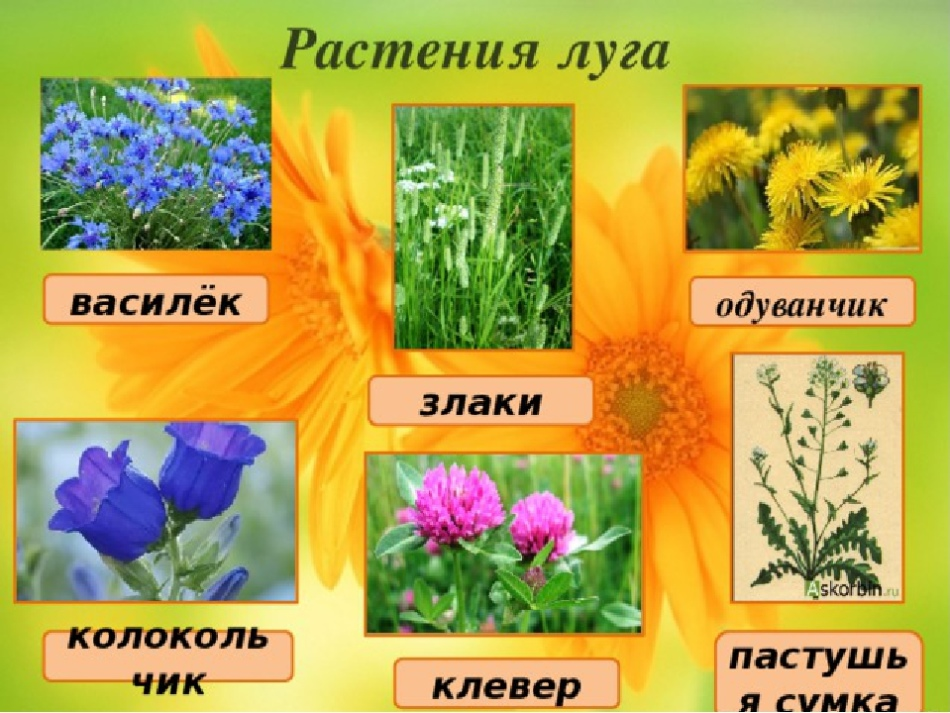 Растения луга
василёк
одуванчик
злаки
Askorbin.ru
колоколь
чик
клевер
пастушь
я сумка